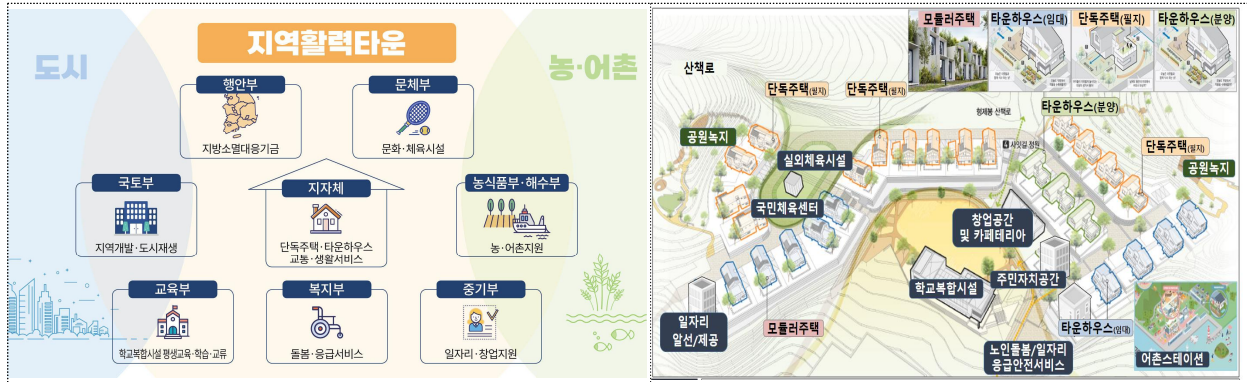 지역활력타운
도시
농·어촌
행안부
지방소멸대응기금
문체부
문화·체육시설
국토부
지역개발·도시재생
지자체
단독주택·타운하우스
교통·생활서비스
농식품부·해수부
농·어촌지원
교육부
학교복합시설 평생교육·학습·교류
복지부
돌봄·응급서비스
중기부
일자리·창업지원
모듈러주택
타운하우스(임대)
단독주택(필지)
타운하우스(분양)
산책로
단독주택(필지)
단독주택(필지)
형제봉 산책로
타운하우스(분양)
공원녹지
실외체육시설
사잇길 정원
단독주택(필지)
공원녹지
국민체육센터
창업공간
및 카페테리아
학교복합시설
주민자치공간
일자리
알선/제공
모듈러주택
타운하우스(임대)
노인돌봄/일자리
응급안전서비스
어촌스테이션